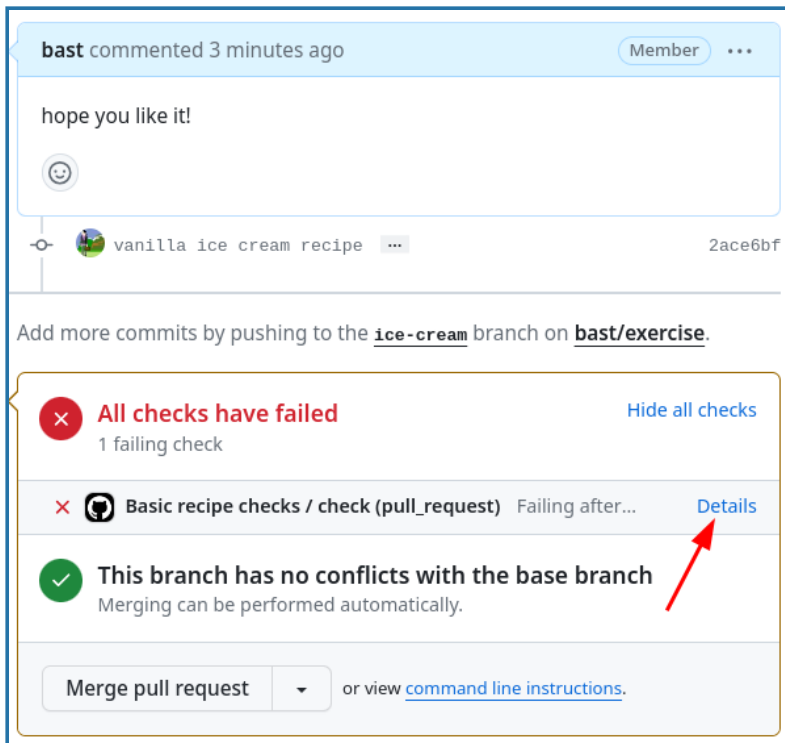 bast commented 3 minutes ago Member ...
hope you like it!
vanilla ice cream recipe ... 2ace6bf
Add more commits by pushing to the ice-cream branch on bast/exercise.
All checks have failed Hide all checks
1 failing check
Basic recipe checks / check (pull_request) Failing after... Details
This branch has no conflicts with the base branch
Merging can be performed automatically.
Merge pull request or view command line instructions.